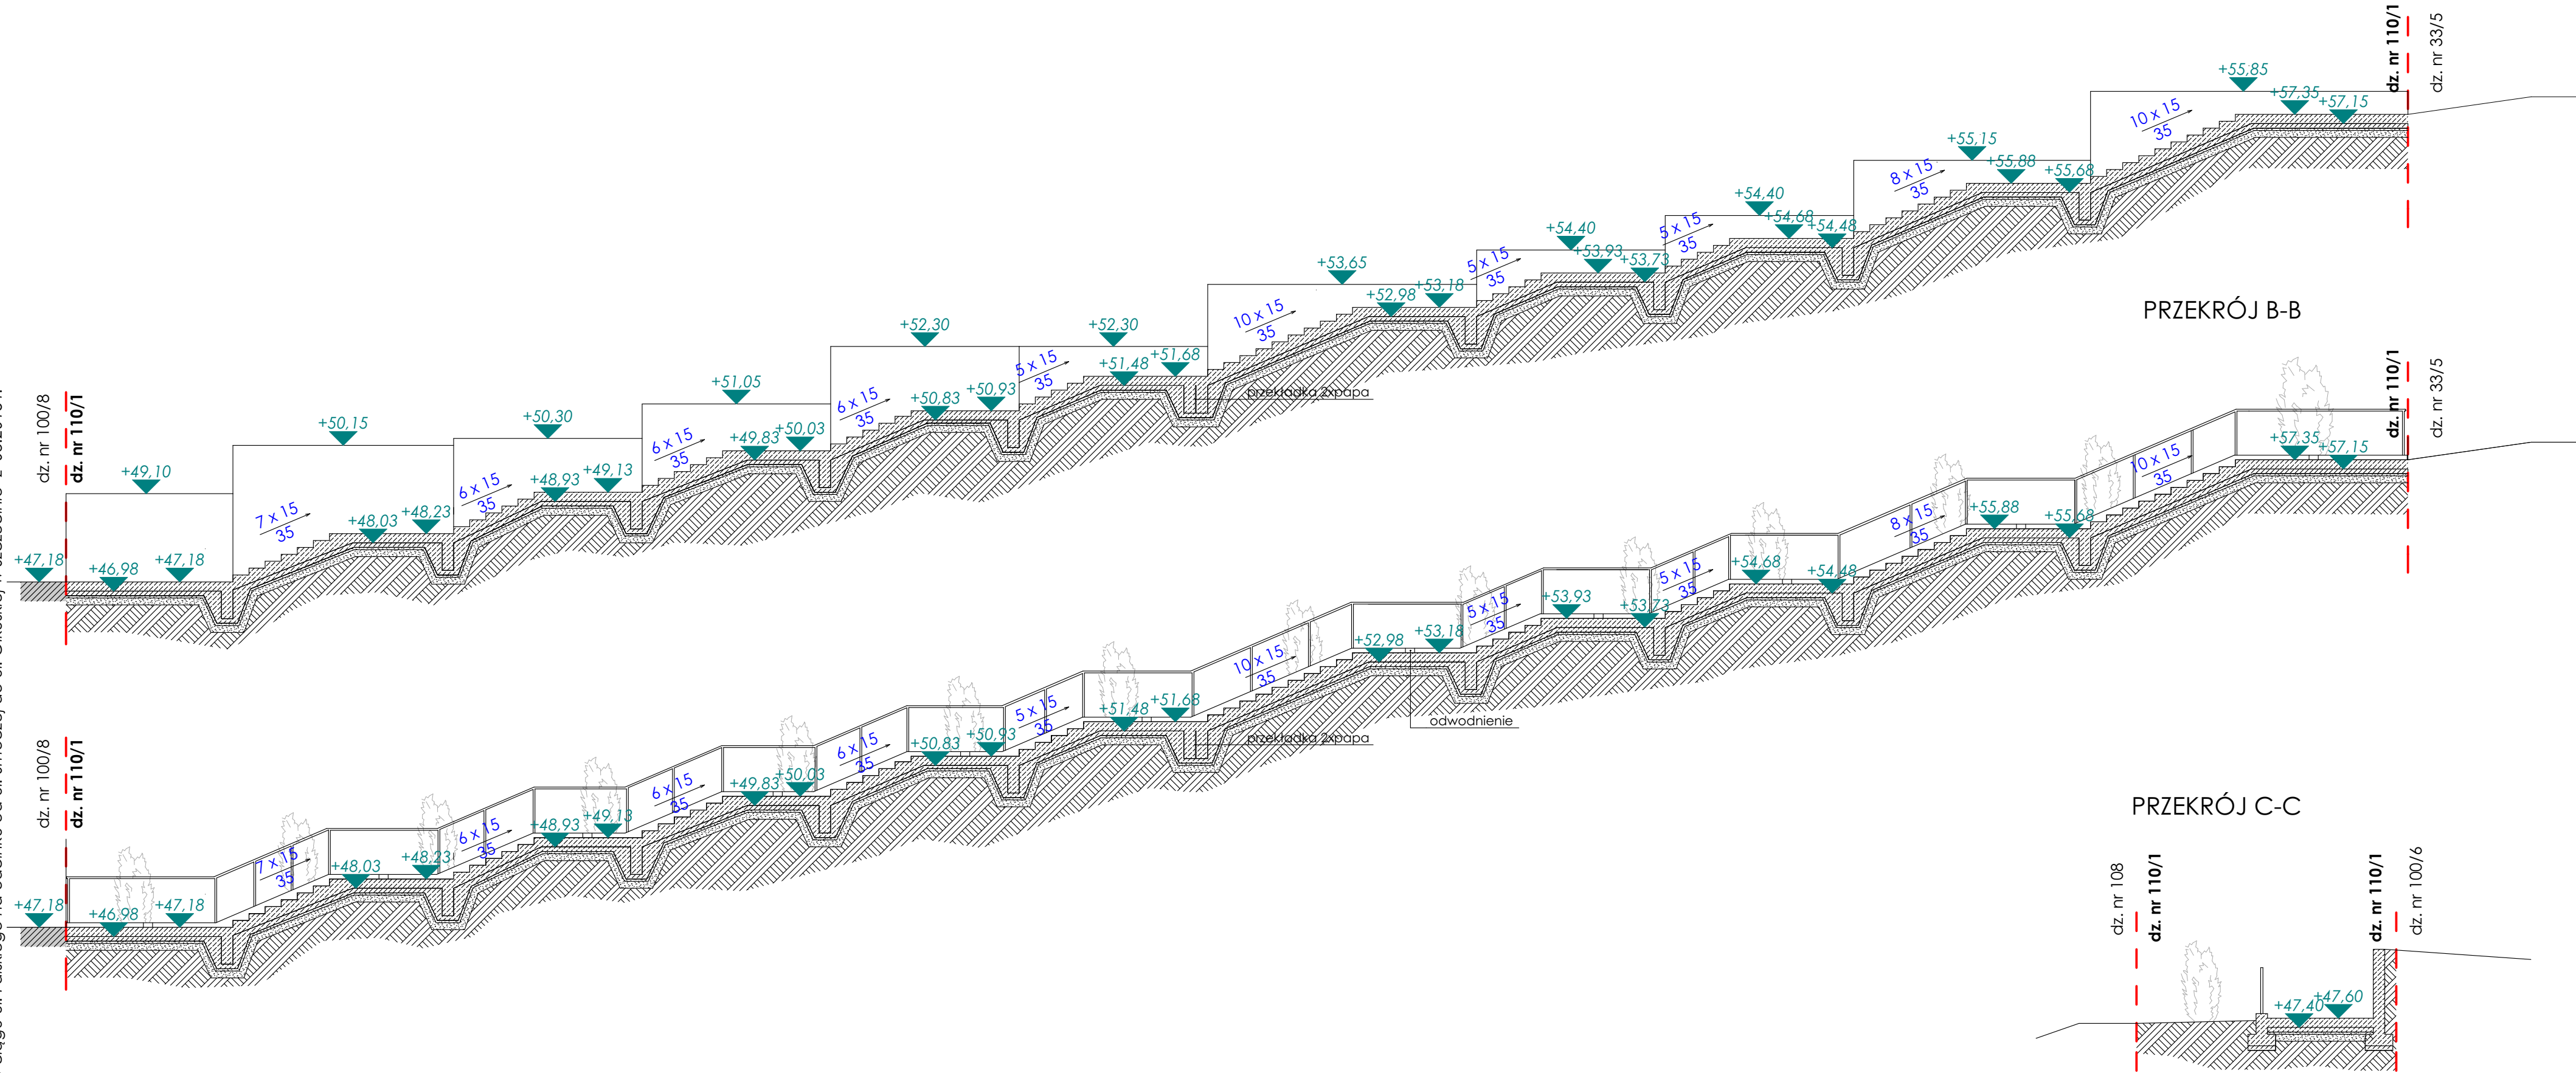 dz. nr 110/1
dz. nr 33/5
+55,85
+57,35
+57,15
10 x 15
35
+55,15
+55,88
+55,68
8 x 15
35
+54,40
+54,68
+54,48
5 x 15
35
+54,40
+53,93
+53,73
5 x 15
35
+53,65
+52,98
+53,18
10 x 15
35
+52,30
+51,48
+51,68
5 x 15
35
przekładka 2xpapa
+52,30
+50,83
+50,93
6 x 15
35
+51,05
+49,83
+50,03
6 x 15
35
+50,30
+48,93
+49,13
6 x 15
35
+50,15
+48,03
+48,23
7 x 15
35
+49,10
+47,18
+46,98
+47,18
dz. nr 100/8
dz. nr 110/1
PRZEKRÓJ B-B
dz. nr 110/1
dz. nr 33/5
+57,35
+57,15
10 x 15
35
+55,88
+55,68
8 x 15
35
+54,68
+54,48
5 x 15
35
+53,93
+53,73
5 x 15
35
+52,98
+53,18
odwodnienie
10 x 15
35
+51,48
+51,68
przekładka 2xpapa
5 x 15
35
+50,83
+50,93
6 x 15
35
+49,83
+50,03
6 x 15
35
+48,93
+49,13
6 x 15
35
+48,03
+48,23
7 x 15
35
+47,18
+46,98
+47,18
dz. nr 100/8
dz. nr 110/1
PRZEKRÓJ C-C
dz. nr 108
dz. nr 110/1
dz. nr 110/1
dz. nr 100/6
+47,40
+47,60